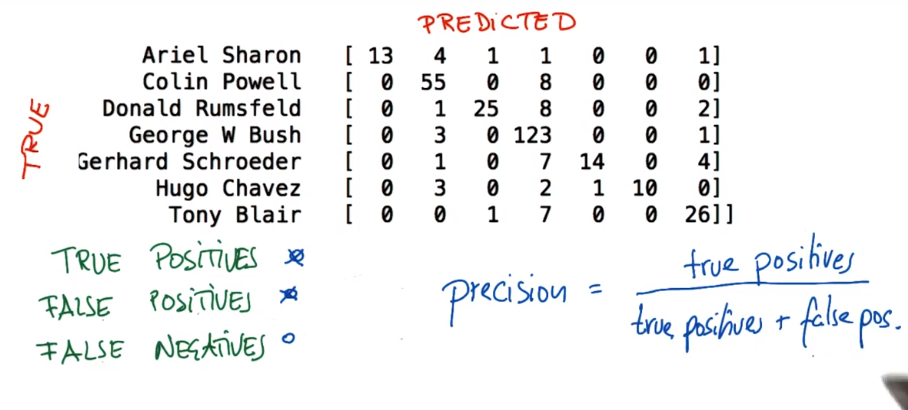 PREDICTED
TRUE
Ariel Sharon [ 13 4 1 1 0 0 1]
Colin Powell [ 0 55 0 8 0 0 0]
Donald Rumsfeld [ 0 1 25 8 0 0 2]
George W Bush [ 0 3 0 123 0 0 1]
Gerhard Schroeder [ 0 1 0 7 14 0 4]
Hugo Chavez [ 0 3 0 2 1 10 0]
Tony Blair [ 0 0 1 7 0 0 26]]
TRUE POSITIVES
FALSE POSITIVES
FALSE NEGATIVES
precision = true positives
true positives + false pos.